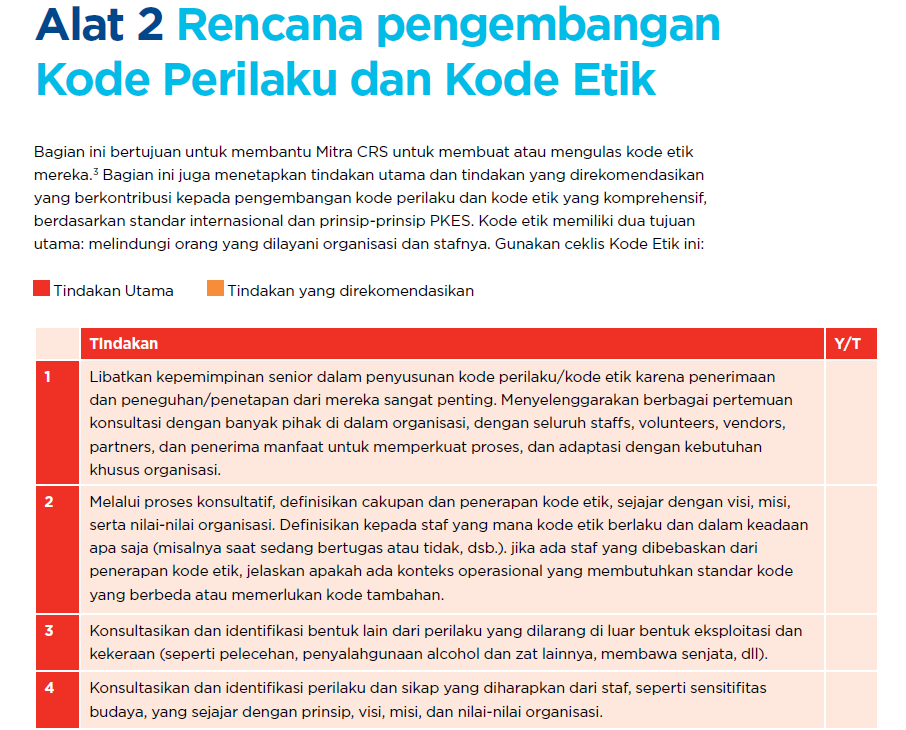 Alat 2 Rencana pengembangan
Kode Perilaku dan Kode Etik
Bagian ini bertujuan untuk membantu Mitra CRS untuk membuat atau mengulas kode etik
mereka.³ Bagian ini juga menetapkan tindakan utama dan tindakan yang direkomendasikan
yang berkontribusi kepada pengembangan kode perilaku dan kode etik yang komprehensif,
berdasarkan standar internasional dan prinsip-prinsip PKES. Kode etik memiliki dua tujuan
utama: melindungi orang yang dilayani organisasi dan stafnya. Gunakan ceklis Kode Etik ini:
Tindakan Utama Tindakan yang direkomendasikan
TIndakan Y/T
1 Libatkan kepemimpinan senior dalam penyusunan kode perilaku/kode etik karena penerimaan
dan peneguhan/penetapan dari mereka sangat penting. Menyelenggarakan berbagai pertemuan
konsultasi dengan banyak pihak di dalam organisasi, dengan seluruh staffs, volunteers, vendors,
partners, dan penerima manfaat untuk memperkuat proses, dan adaptasi dengan kebutuhan
khusus organisasi.
2 Melalui proses konsultatif, definisikan cakupan dan penerapan kode etik, sejajar dengan visi, misi,
serta nilai-nilai organisasi. Definisikan kepada staf yang mana kode etik berlaku dan dalam keadaan
apa saja (misalnya saat sedang bertugas atau tidak, dsb.). jika ada staf yang dibebaskan dari
penerapan kode etik, jelaskan apakah ada konteks operasional yang membutuhkan standar kode
yang berbeda atau memerlukan kode tambahan.
3 Konsultasikan dan identifikasi bentuk lain dari perilaku yang dilarang di luar bentuk eksploitasi dan
kekeraan (seperti pelecehan, penyalahgunaan alcohol dan zat lainnya, membawa senjata, dll).
4 Konsultasikan dan identifikasi perilaku dan sikap yang diharapkan dari staf, seperti sensitifitas
budaya, yang sejajar dengan prinsip, visi, misi, dan nilai-nilai organisasi.